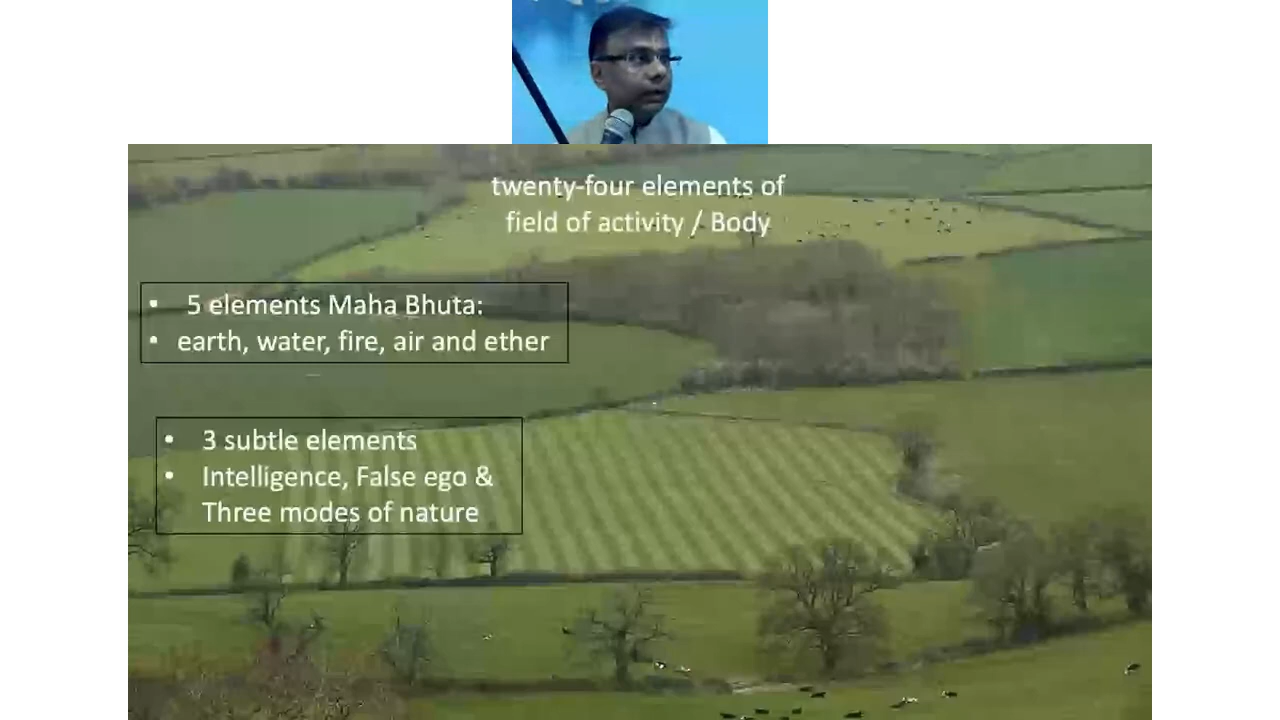 twenty-four elements of
field of activity / Body
• 5 elements Maha Bhuta:
• earth, water, fire, air and ether
• 3 subtle elements
• Intelligence, False ego &
Three modes of nature